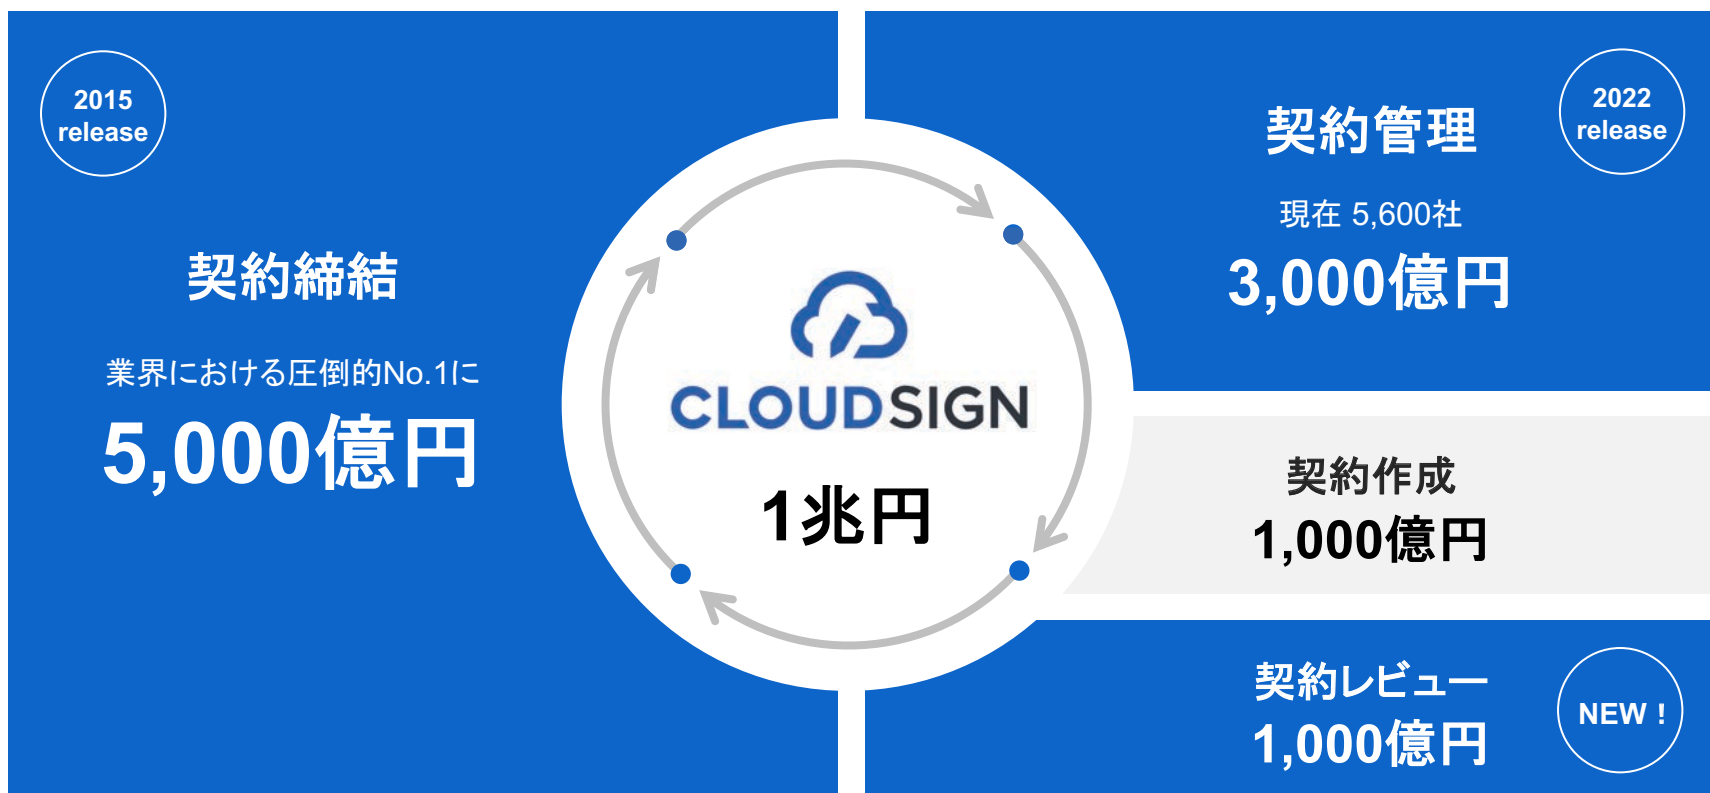 2015
release
契約締結
業界における圧倒的No.1に
5,000億円
CLOUDSIGN
1兆円
契約管理
2022
release
現在 5,600社
3,000億円
契約作成
1,000億円
契約レビュー
1,000億円
NEW !